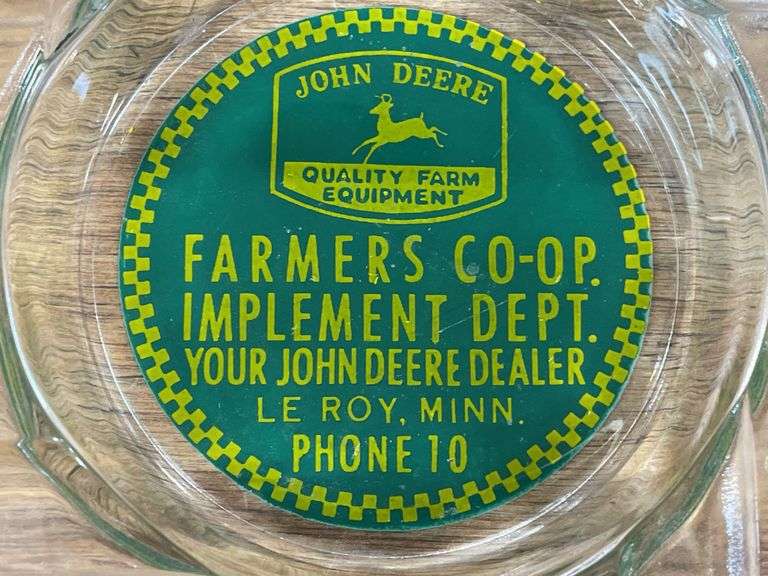 JOHN DEERE
QUALITY FARM
EQUIPMENT
FARMERS CO-OP.
IMPLEMENT DEPT.
YOUR JOHN DEERE DEALER
LE ROY, MINN.
PHONE 10